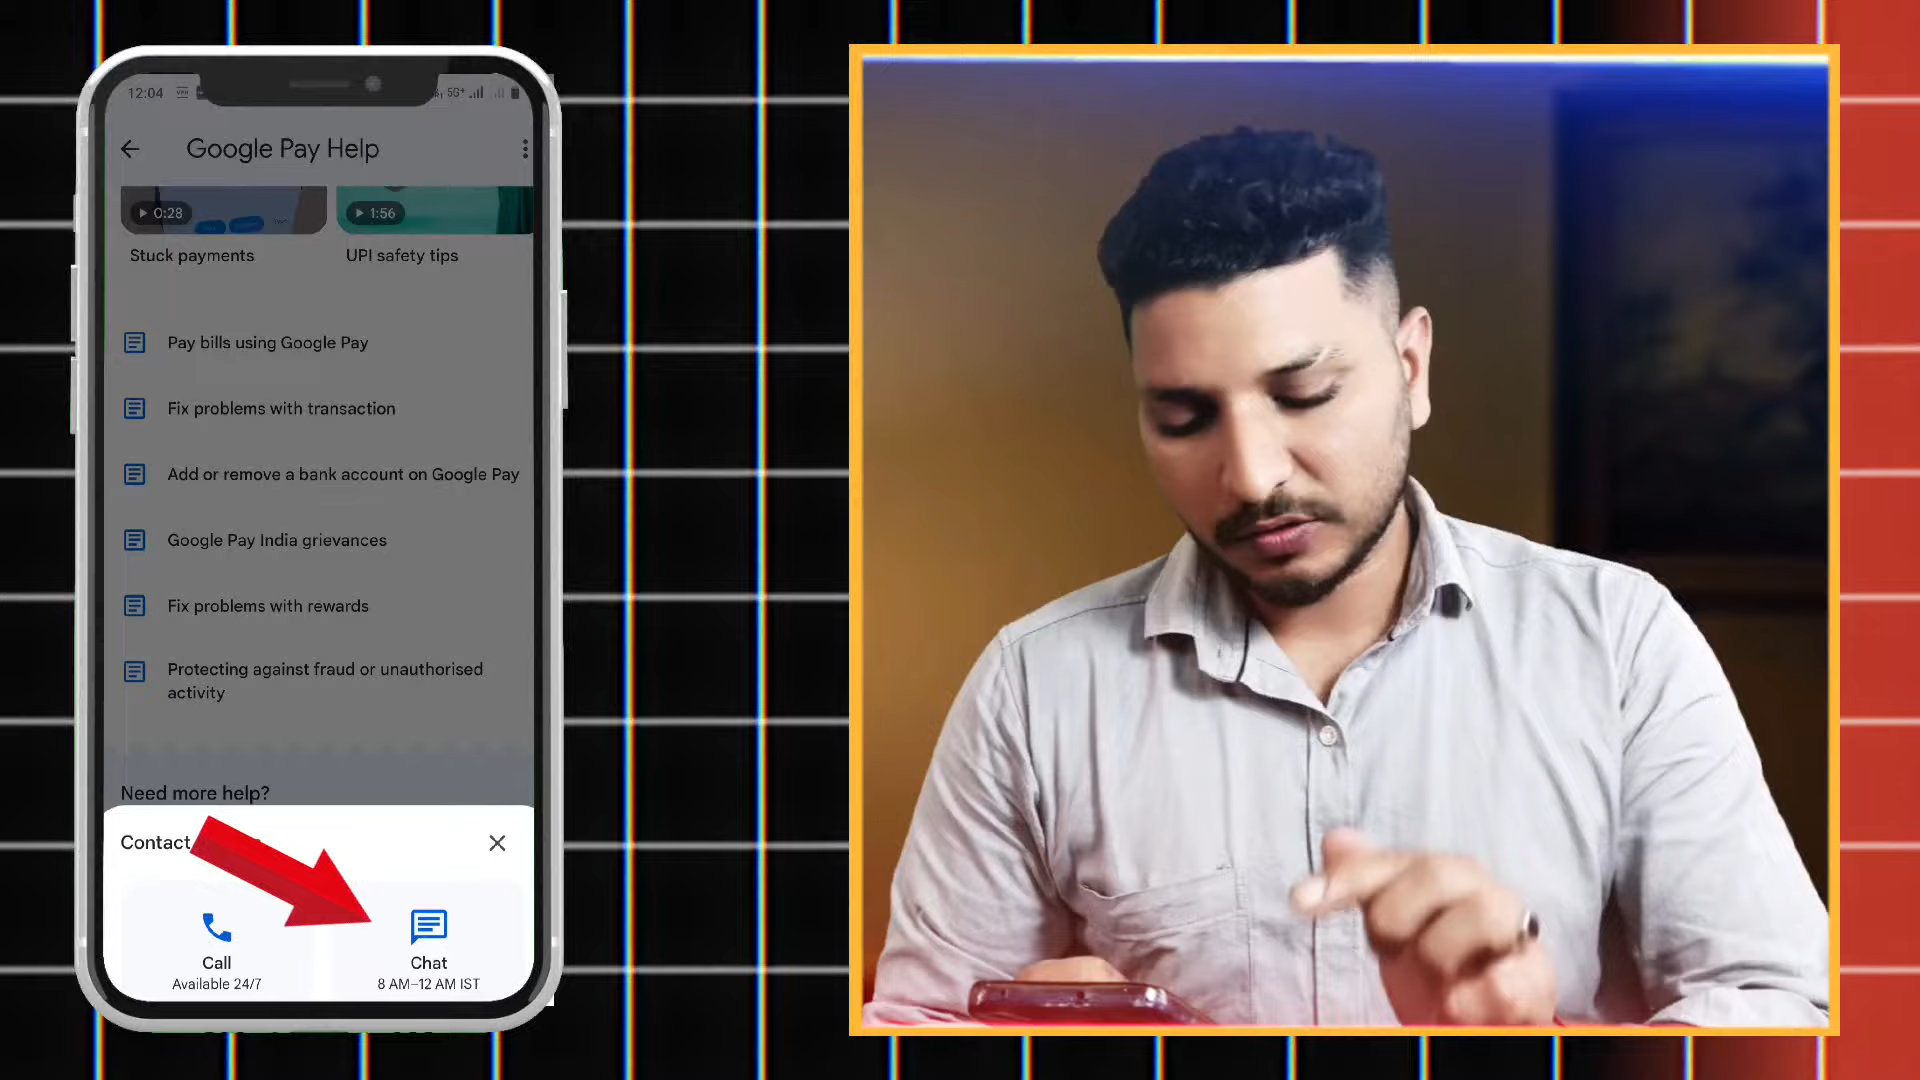 12:04
5G+
Google Pay Help
0:28
1:56
Stuck payments
UPI safety tips
Pay bills using Google Pay
Fix problems with transaction
Add or remove a bank account on Google Pay
Google Pay India grievances
Fix problems with rewards
Protecting against fraud or unauthorised
activity
Need more help?
Contact
Call
Available 24/7
Chat
8 AM–12 AM IST